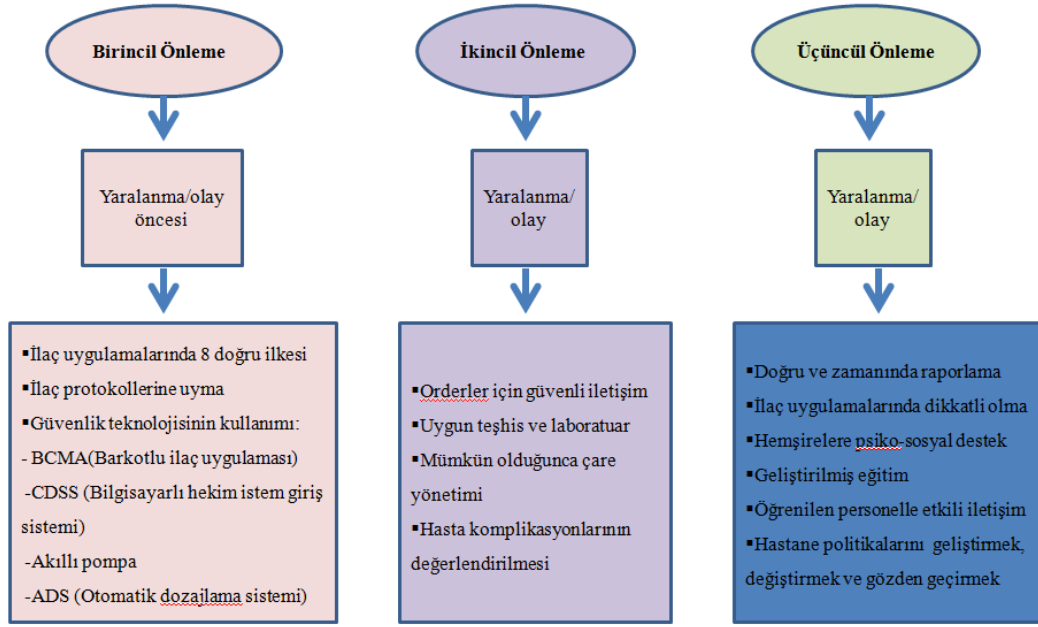 Birincil Önleme
Yaralanma/olay
öncesi
▪İlaç uygulamalarında 8 doğru ilkesi
▪İlaç protokollerine uyma
▪Güvenlik teknolojisinin kullanımı:
- BCMA(Barkotlu ilaç uygulaması)
-CDSS (Bilgisayarlı hekim istem giriş
sistemi)
-Akıllı pompa
-ADS (Otomatik dozajlama sistemi)
İkincil Önleme
Yaralanma/
olay
▪Orderler için güvenli iletişim
▪Uygun teşhis ve laboratuar
▪Mümkün olduğunca çare
yönetimi
▪Hasta komplikasyonlarının
değerlendirilmesi
Üçüncül Önleme
Yaralanma/
olay
▪Doğru ve zamanında raporlama
▪İlaç uygulamalarında dikkatli olma
▪Hemşirelere psiko-sosyal destek
▪Geliştirilmiş eğitim
▪Öğrenilen personelle etkili iletişim
▪Hastane politikalarını geliştirmek,
değiştirmek ve gözden geçirmek